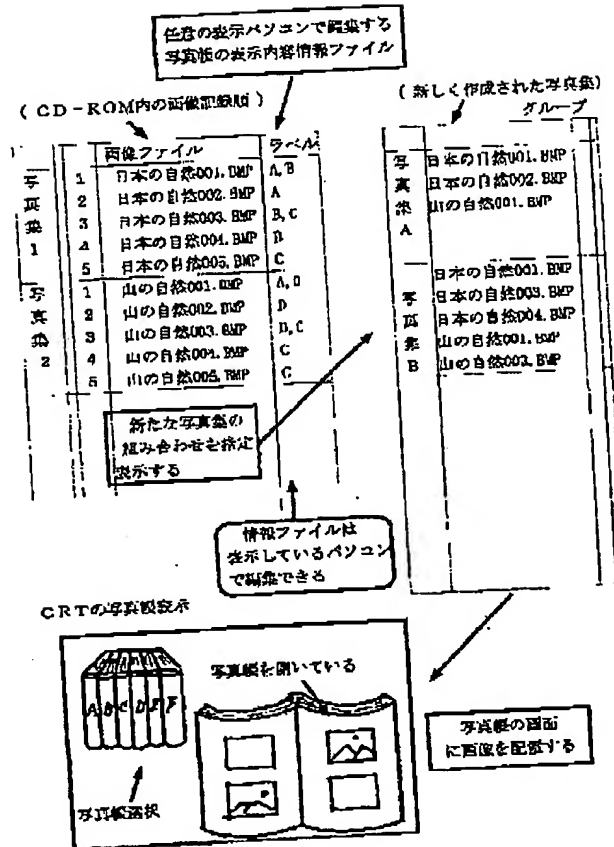 任意の表示パソコンで編集する
写真帳の表示内容情報ファイル
(CD-ROM内の画像記録順)
(新しく作成された写真集)
グループ
画像ファイル ラベル
写真集1
1 日本の自然001.BMP A,B
2 日本の自然002.BMP A
3 日本の自然003.BMP B,C
4 日本の自然004.BMP B
5 日本の自然005.BMP C
写真集2
1 山の自然001.BMP A,B
2 山の自然002.BMP
3 山の自然003.BMP B,C
4 山の自然004.BMP C
5 山の自然005.BMP C
写真集A
日本の自然001.BMP
日本の自然002.BMP
山の自然001.BMP
写真集B
日本の自然001.BMP
日本の自然003.BMP
日本の自然004.BMP
山の自然001.BMP
山の自然003.BMP
新たな写真集の
組み合わせを指定
表示する
情報ファイルは
表示しているパソコン
で編集できる
CRTの写真帳表示
写真帳を開いている
A B C D E F
写真帳選択
写真帳の画面
に画像を配置する